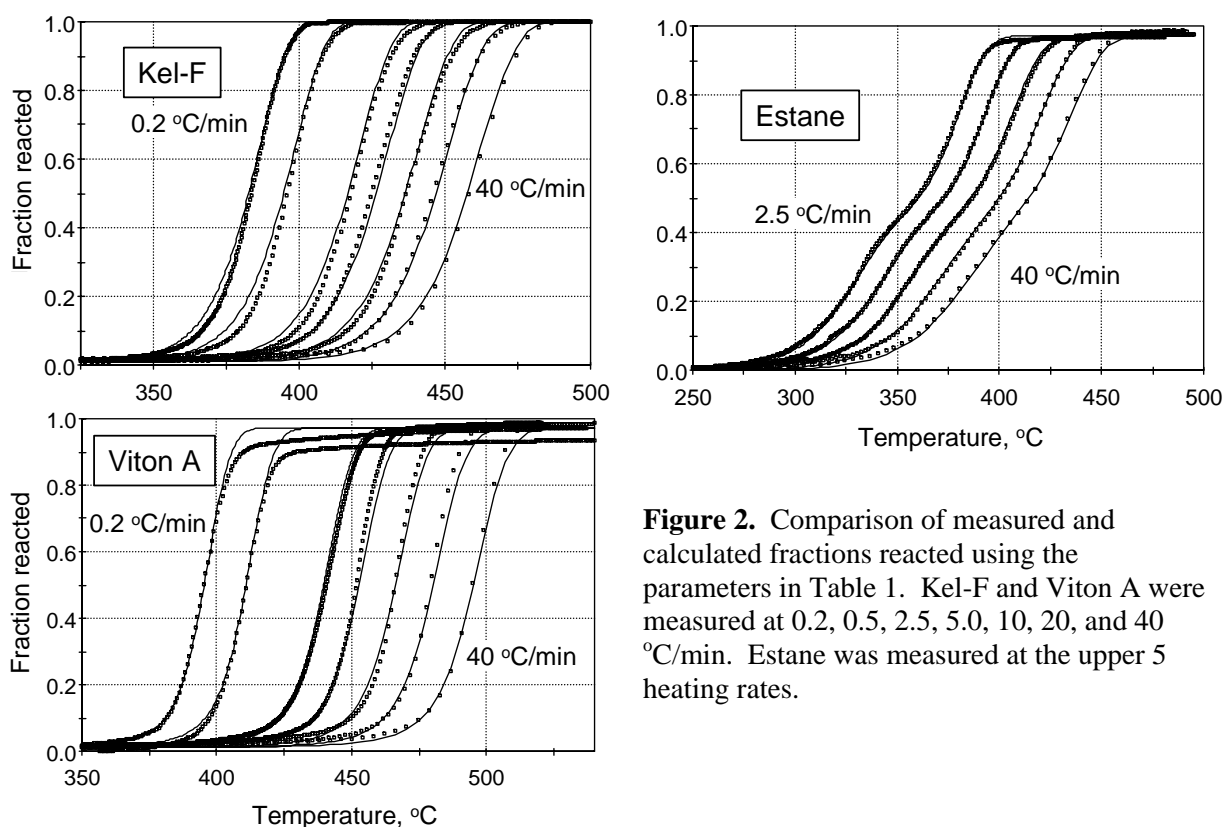 1.0
0.8
0.6
0.4
0.2
0.0
Fraction reacted
Kel-F
0.2 °C/min
40 °C/min
350
400
450
500
1.0
0.8
0.6
0.4
0.2
0.0
Estane
2.5 °C/min
40 °C/min
250
300
350
400
450
500
Temperature, °C
1.0
0.8
0.6
0.4
0.2
0.0
Fraction reacted
Viton A
0.2 °C/min
40 °C/min
350
400
450
500
Temperature, °C
Figure 2. Comparison of measured and
calculated fractions reacted using the
parameters in Table 1. Kel-F and Viton A were
measured at 0.2, 0.5, 2.5, 5.0, 10, 20, and 40
°C/min. Estane was measured at the upper 5
heating rates.